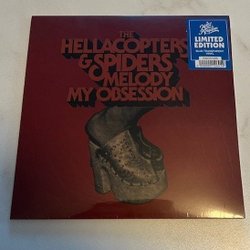 THE
HELLACOPTERS
& SPIDERS
MELODY
MY OBSESSION
LIMITED
EDITION